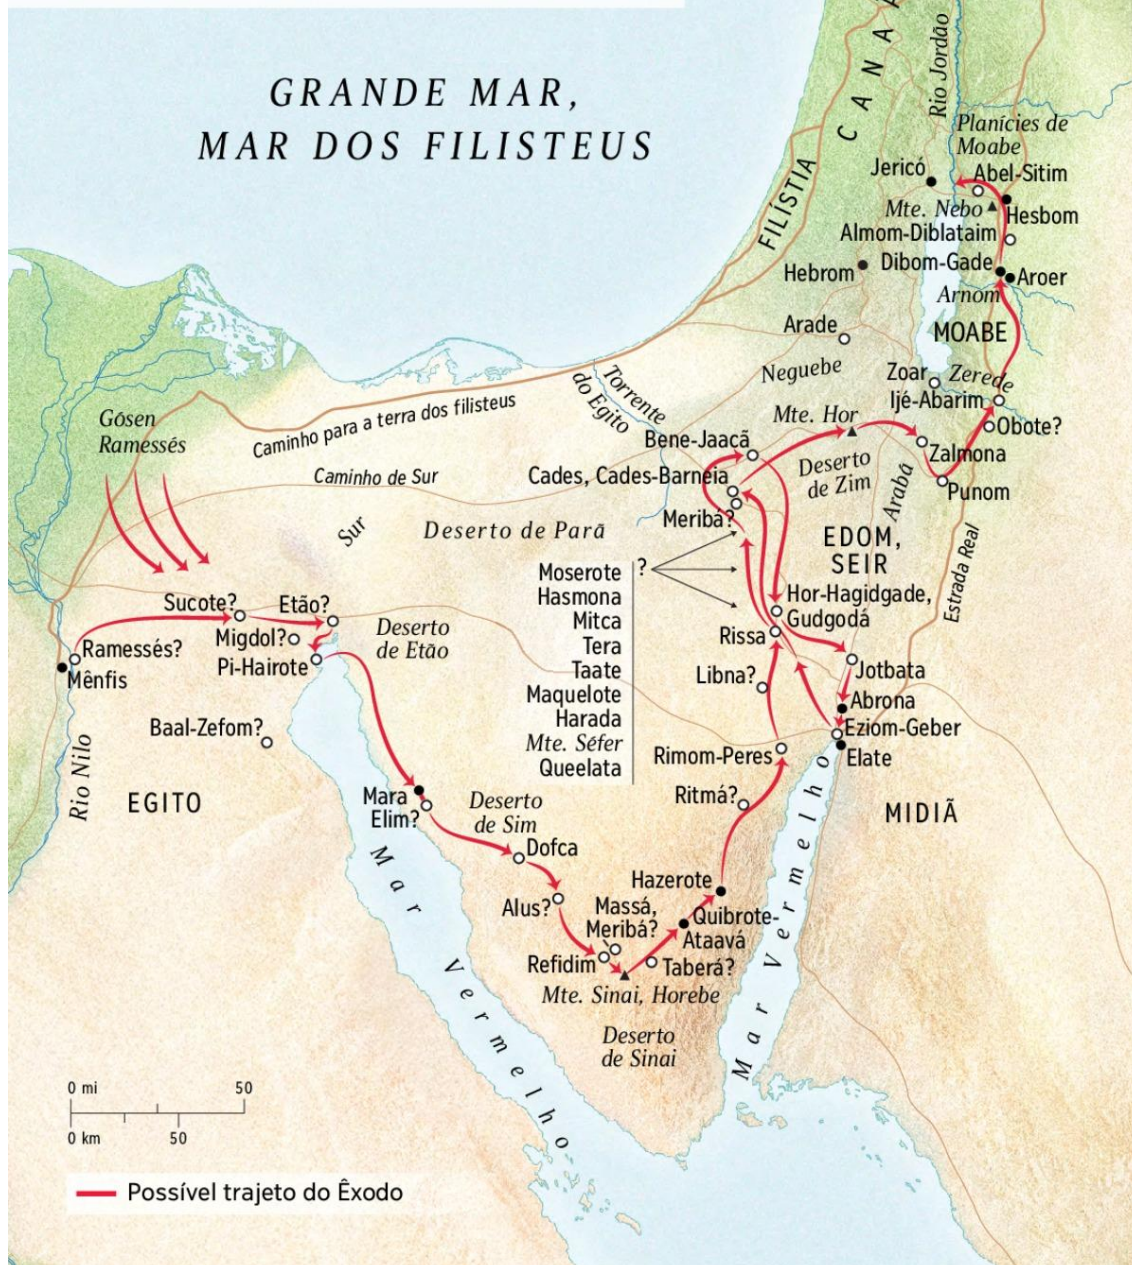 GRANDE MAR,
MAR DOS FILISTEUS
Rio Jordão
Planícies de
Moabe
Jericó
Abel-Sitim
Mte. Nebo
Hesbom
Almom-Diblataim
FILÍSTIA
Dibom-Gade
Hebrom
Aroer
Arnom
Arade
MOABE
Neguebe
Zoar
Zerede
Ijé-Abarim
Torrente
do Egito
Gósen
Ramessés
Caminho para a terra dos filisteus
Mte. Hor
Obote?
Bene-Jaacã
Zalmona
Deserto
de Zim
Caminho de Sur
Cades, Cades-Barneia
Arabá
Punom
Meribá?
Sur
Deserto de Parã
EDOM,
SEIR
Estrada Real
Moserote
Hasmona
Mitca
Tera
Taate
Maquelote
Harada
Mte. Séfer
Queelata
?
Sucote?
Etão?
Hor-Hagidgade,
Gudgodá
Migdol?
Deserto
de Etão
Rissa
Ramessés?
Pi-Hairote
Mênfis
Libna?
Jotbata
Abrona
Baal-Zefom?
Eziom-Geber
Rio Nilo
Rimom-Peres
Elate
EGITO
Mara
Elim?
Deserto
de Sim
Ritmá?
MIDIÃ
Dofca
Mar Vermelho
Hazerote
Alus?
Massá,
Meribá?
Quibrote-
Ataavá
Refidim
Taberá?
Mte. Sinai, Horebe
Mar Vermelho
Deserto
de Sinai
0 mi 50
0 km 50
Possível trajeto do Êxodo